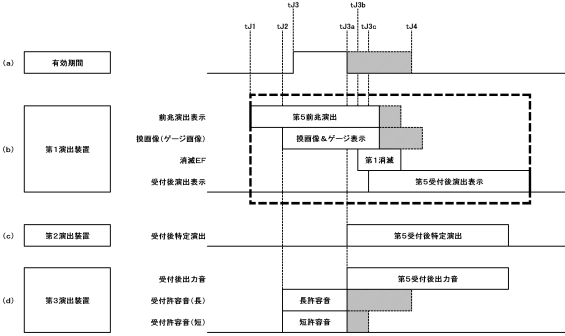 tJ3 tJ3b
tJ1 tJ2 tJ3a tJ3c tJ4
(a) 有効期間
前兆演出表示 第5前兆演出
(b) 第1演出装置 換画像(ゲージ画像) 換画像&ゲージ表示
消滅EF 第1消滅
受付後演出表示 第5受付後演出表示
(c) 第2演出装置 受付後特定演出 第5受付後特定演出
受付後出力音 第5受付後出力音
(d) 第3演出装置 受付許容音(長) 長許容音
受付許容音(短) 短許容音